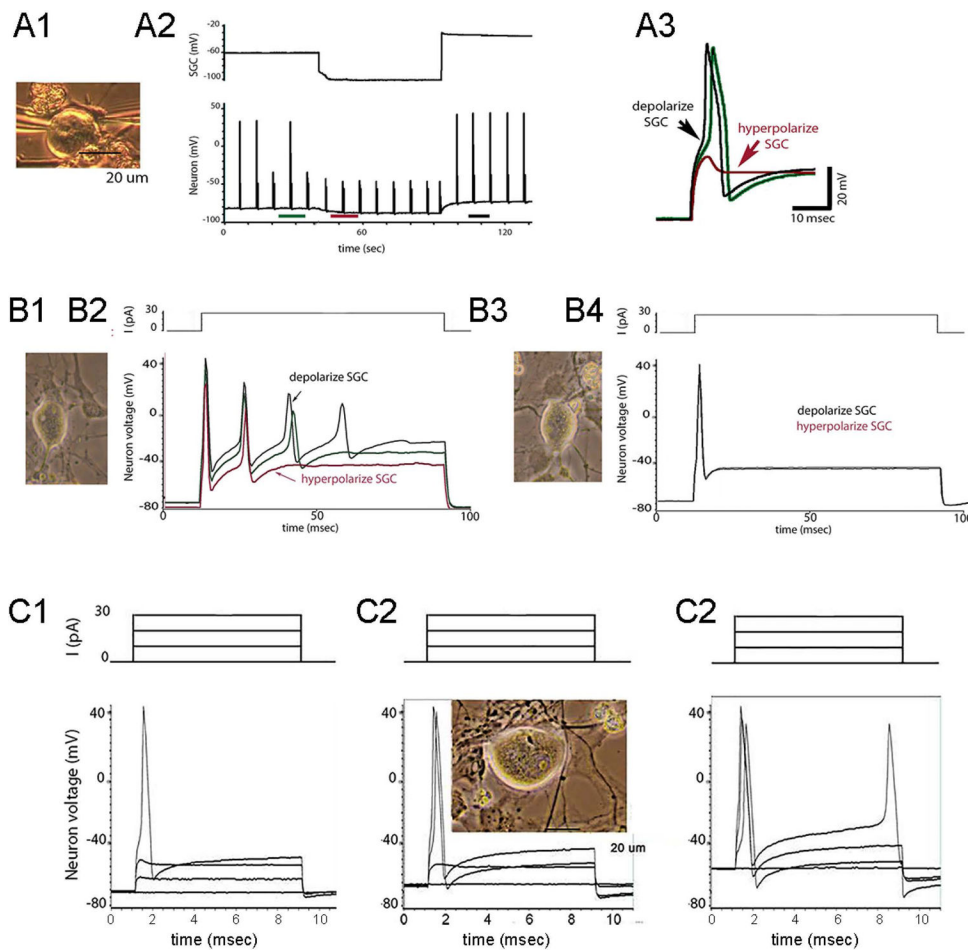 A1
A2
A3
SGC (mV)
-20
-60
-100
20 um
Neuron (mV)
50
0
-50
-100
0
40
80
120
time (sec)
depolarize
SGC
hyperpolarize
SGC
20 mV
10 msec
B1
B2
B3
B4
I (pA)
30
0
Neuron voltage (mV)
40
0
-40
-80
depolarize SGC
hyperpolarize SGC
0
50
100
time (msec)
I (pA)
30
0
Neuron voltage (mV)
40
0
-40
-80
depolarize SGC
hyperpolarize SGC
0
50
100
time (msec)
C1
C2
C2
I (pA)
30
0
Neuron voltage (mV)
40
0
-40
-80
0 2 4 6 8 10
time (msec)
40
0
-40
-80
20 um
0 2 4 6 8 10
time (msec)
40
0
-40
-80
0 2 4 6 8 10
time (msec)